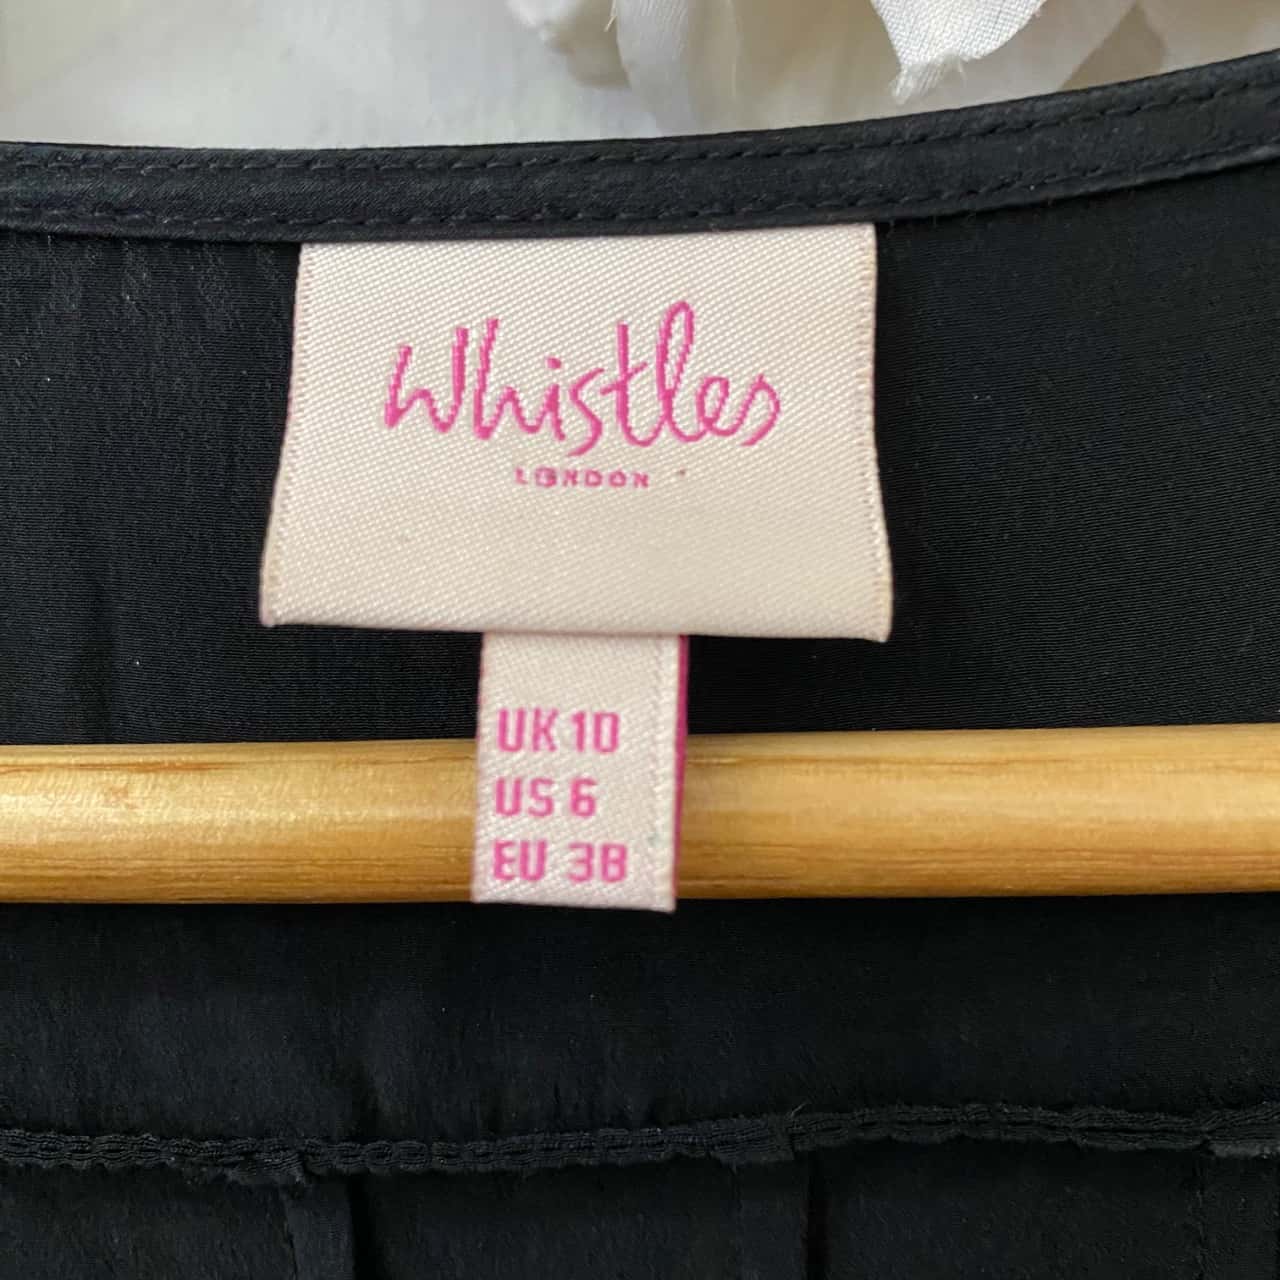 Whistles
LONDON
UK 10
US 6
EU 38